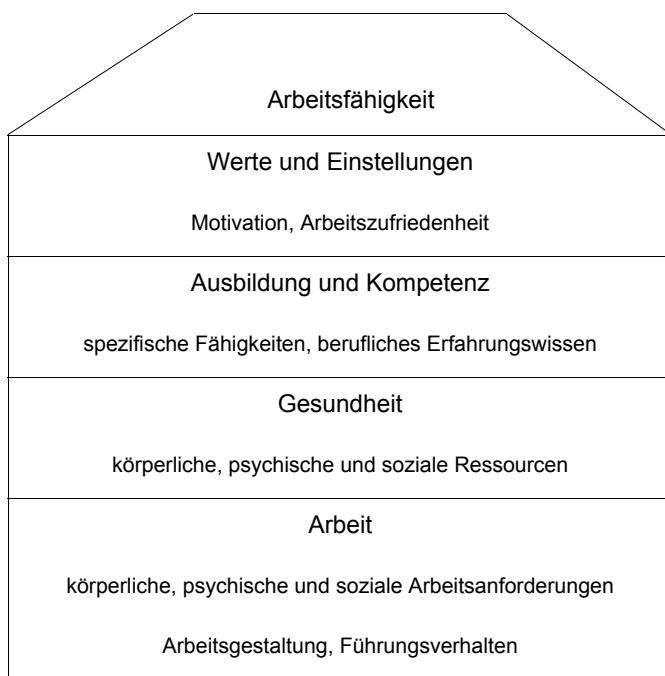 Arbeitsfähigkeit
Werte und Einstellungen
Motivation, Arbeitszufriedenheit
Ausbildung und Kompetenz
spezifische Fähigkeiten, berufliches Erfahrungswissen
Gesundheit
körperliche, psychische und soziale Ressourcen
Arbeit
körperliche, psychische und soziale Arbeitsanforderungen
Arbeitsgestaltung, Führungsverhalten